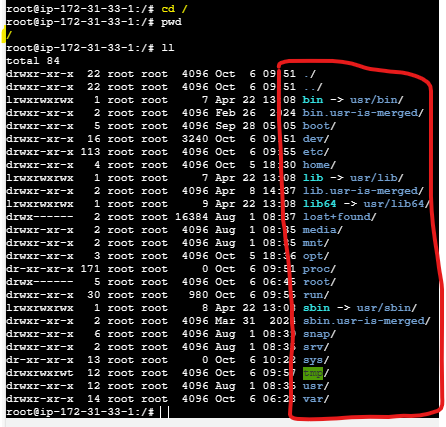 root@ip-172-31-33-1:/# cd /
root@ip-172-31-33-1:/# pwd
/
root@ip-172-31-33-1:/# ll
total 84
drwxr-xr-x 22 root root 4096 Oct 6 09:51 ./
drwxr-xr-x 22 root root 4096 Oct 6 09:51 ../
lrwxrwxrwx 1 root root 7 Apr 22 13:08 bin -> usr/bin/
drwxr-xr-x 2 root root 4096 Feb 26 2024 bin.usr-is-merged/
drwxr-xr-x 5 root root 4096 Sep 28 05:05 boot/
drwxr-xr-x 16 root root 3240 Oct 6 09:51 dev/
drwxr-xr-x 113 root root 4096 Oct 6 09:55 etc/
drwxr-xr-x 4 root root 4096 Oct 5 18:30 home/
lrwxrwxrwx 1 root root 7 Apr 22 13:08 lib -> usr/lib/
drwxr-xr-x 2 root root 4096 Apr 8 14:37 lib.usr-is-merged/
lrwxrwxrwx 1 root root 9 Apr 22 13:08 lib64 -> usr/lib64/
drwx------ 2 root root 16384 Aug 1 08:37 lost+found/
drwxr-xr-x 2 root root 4096 Aug 1 08:35 media/
drwxr-xr-x 2 root root 4096 Aug 1 08:35 mnt/
drwxr-xr-x 3 root root 4096 Oct 5 18:36 opt/
dr-xr-xr-x 171 root root 0 Oct 6 09:51 proc/
drwx------ 5 root root 4096 Oct 6 06:46 root/
drwxr-xr-x 30 root root 980 Oct 6 09:56 run/
lrwxrwxrwx 1 root root 8 Apr 22 13:08 sbin -> usr/sbin/
drwxr-xr-x 2 root root 4096 Mar 31 2024 sbin.usr-is-merged/
drwxr-xr-x 6 root root 4096 Aug 1 08:39 snap/
drwxr-xr-x 2 root root 4096 Aug 1 08:35 srv/
dr-xr-xr-x 13 root root 0 Oct 6 10:22 sys/
drwxrwxrwt 12 root root 4096 Oct 6 09:57 tmp/
drwxr-xr-x 12 root root 4096 Aug 1 08:35 usr/
drwxr-xr-x 14 root root 4096 Oct 6 06:23 var/
root@ip-172-31-33-1:/#